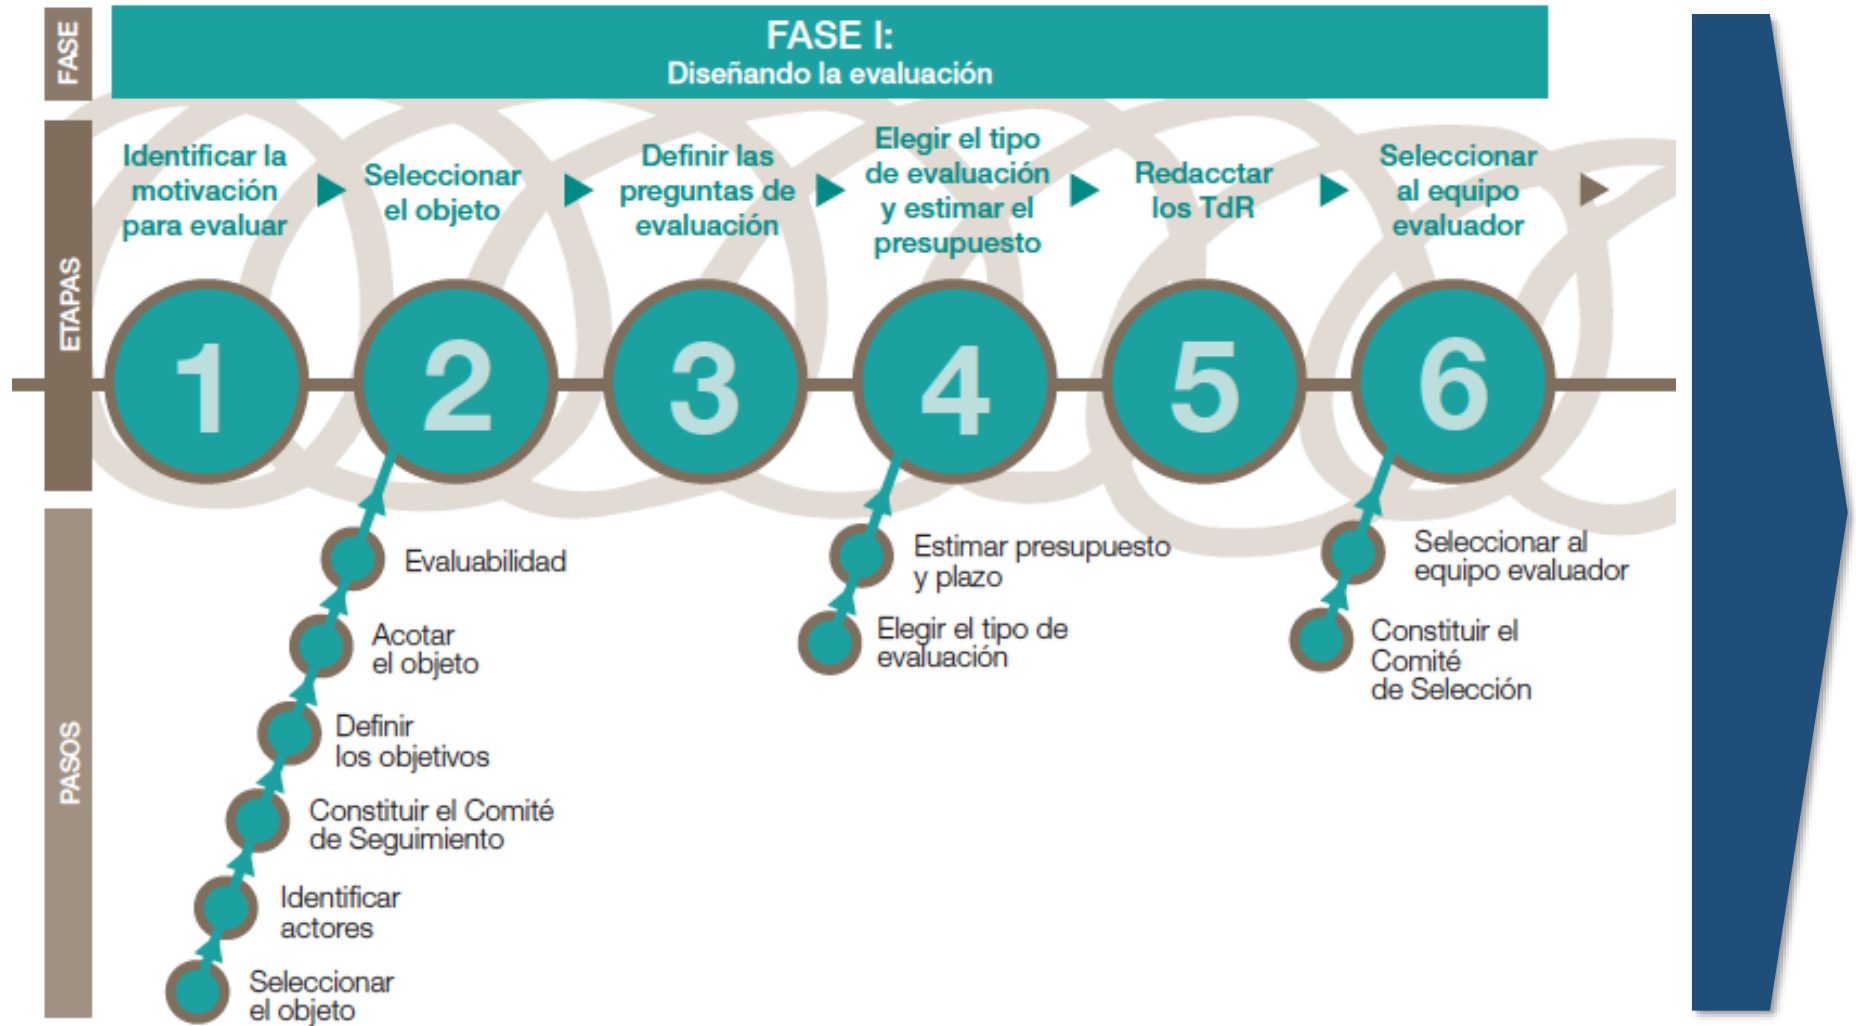 FASE
FASE I:
Diseñando la evaluación
ETAPAS
Identificar la
motivación
para evaluar
Seleccionar
el objeto
Definir las
preguntas de
evaluación
Elegir el tipo
de evaluación
y estimar el
presupuesto
Redacctar
los TdR
Seleccionar
al equipo
evaluador
1
2
3
4
5
6
PASOS
Evaluabilidad
Acotar
el objeto
Definir
los objetivos
Constituir el Comité
de Seguimiento
Identificar
actores
Seleccionar
el objeto
Estimar presupuesto
y plazo
Elegir el tipo de
evaluación
Seleccionar al
equipo evaluador
Constituir el
Comité
de Selección